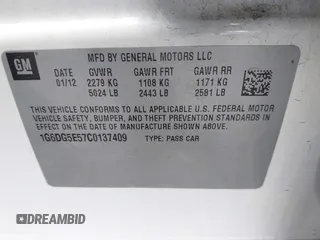 GM
MFD BY GENERAL MOTORS LLC
DATE GVWR GAWR FRT GAWR RR
01/12 2279 KG 1108 KG 1171 KG
5024 LB 2443 LB 2581 LB
THIS VEHICLE CONFORMS TO ALL APPLICABLE U.S. FEDERAL MOTOR
VEHICLE SAFETY, BUMPER, AND THEFT PREVENTION STANDARDS IN
EFFECT ON THE DATE OF MANUFACTURE SHOWN ABOVE.
1G6DG5E57C0137409 TYPE: PASS CAR
AUTOHELPERBOT.COM